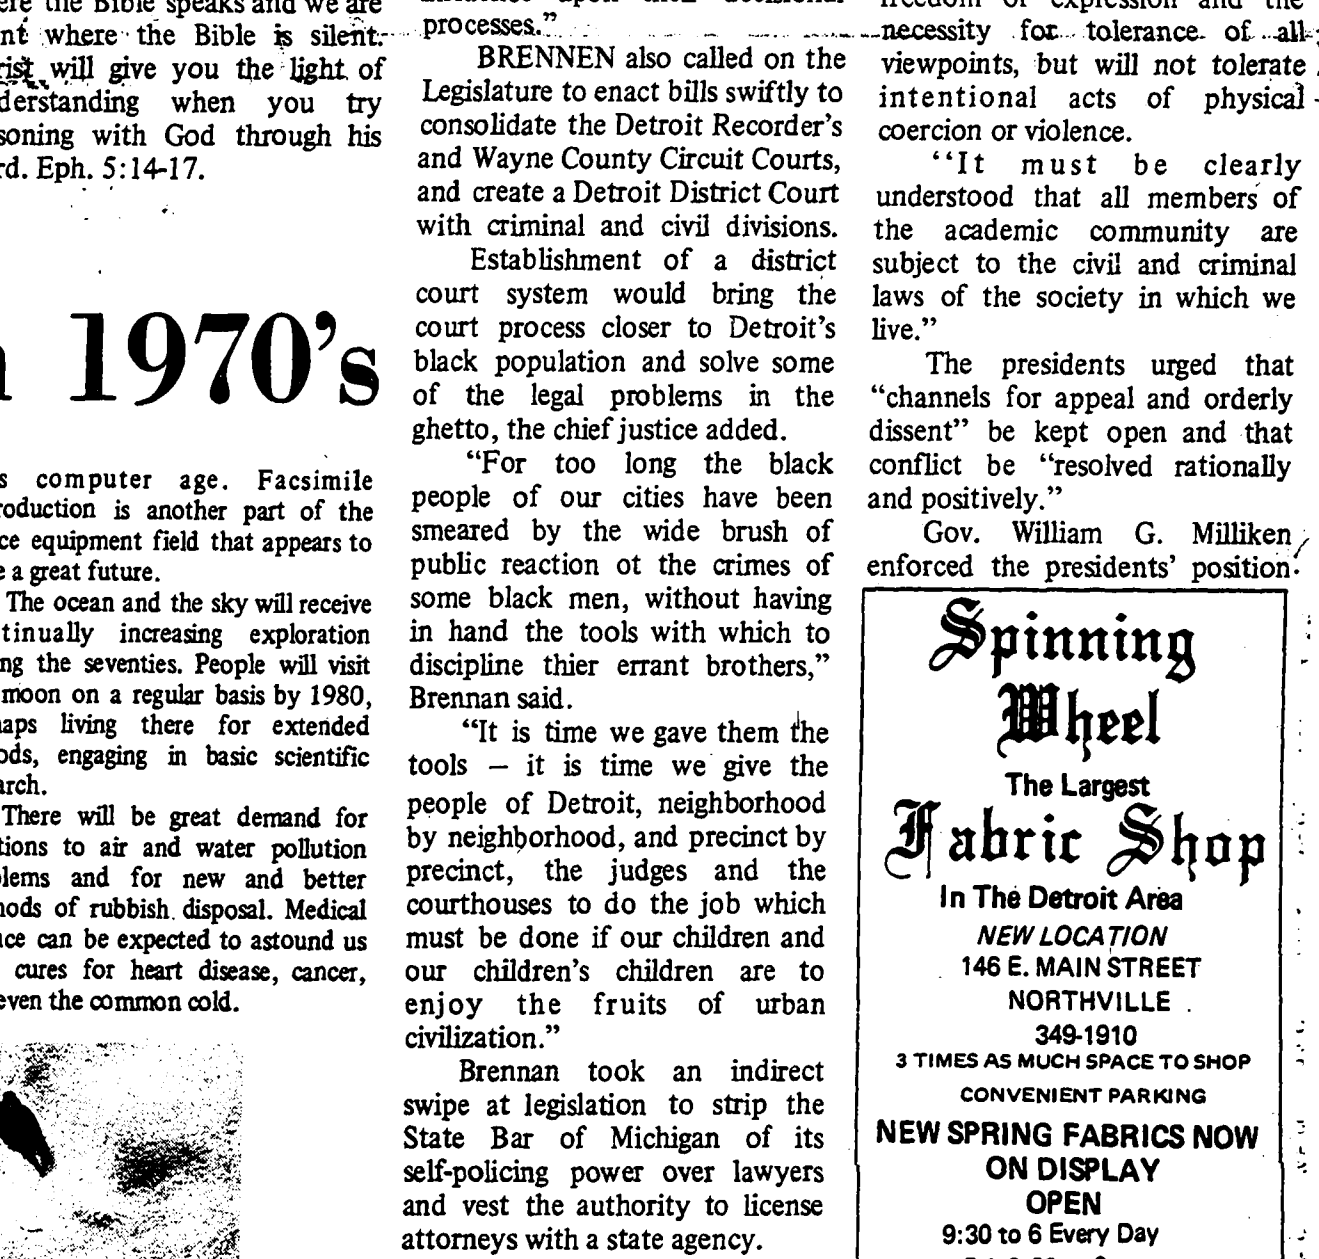 ere the Bible speaks and we are
nt where the Bible is silent.
rist will give you the light of
derstanding when you try
soning with God through his
rd. Eph. 5:14-17.
1970's
s computer age. Facsimile
roduction is another part of the
ce equipment field that appears to
e a great future.
The ocean and the sky will receive
tinually increasing exploration
ng the seventies. People will visit
moon on a regular basis by 1980,
haps living there for extended
ods, engaging in basic scientific
arch.
There will be great demand for
tions to air and water pollution
lems and for new and better
hods of rubbish disposal. Medical
nce can be expected to astound us
cures for heart disease, cancer,
even the common cold.
processes."
BRENNEN also called on the
Legislature to enact bills swiftly to
consolidate the Detroit Recorder's
and Wayne County Circuit Courts,
and create a Detroit District Court
with criminal and civil divisions.
Establishment of a district
court system would bring the
court process closer to Detroit's
black population and solve some
of the legal problems in the
ghetto, the chief justice added.
"For too long the black
people of our cities have been
smeared by the wide brush of
public reaction ot the crimes of
some black men, without having
in hand the tools with which to
discipline thier errant brothers,"
Brennan said.
"It is time we gave them the
tools — it is time we give the
people of Detroit, neighborhood
by neighborhood, and precinct by
precinct, the judges and the
courthouses to do the job which
must be done if our children and
our children's children are to
enjoy the fruits of urban
civilization."
Brennan took an indirect
swipe at legislation to strip the
State Bar of Michigan of its
self-policing power over lawyers
and vest the authority to license
attorneys with a state agency.
freedom of expression and the
necessity for tolerance of all
viewpoints, but will not tolerate
intentional acts of physical
coercion or violence.
"It must be clearly
understood that all members of
the academic community are
subject to the civil and criminal
laws of the society in which we
live."
The presidents urged that
"channels for appeal and orderly
dissent" be kept open and that
conflict be "resolved rationally
and positively."
Gov. William G. Milliken
enforced the presidents' position
Spinning
Wheel
The Largest
Fabric Shop
In The Detroit Area
NEW LOCATION
146 E. MAIN STREET
NORTHVILLE
349-1910
3 TIMES AS MUCH SPACE TO SHOP
CONVENIENT PARKING
NEW SPRING FABRICS NOW
ON DISPLAY
OPEN
9:30 to 6 Every Day